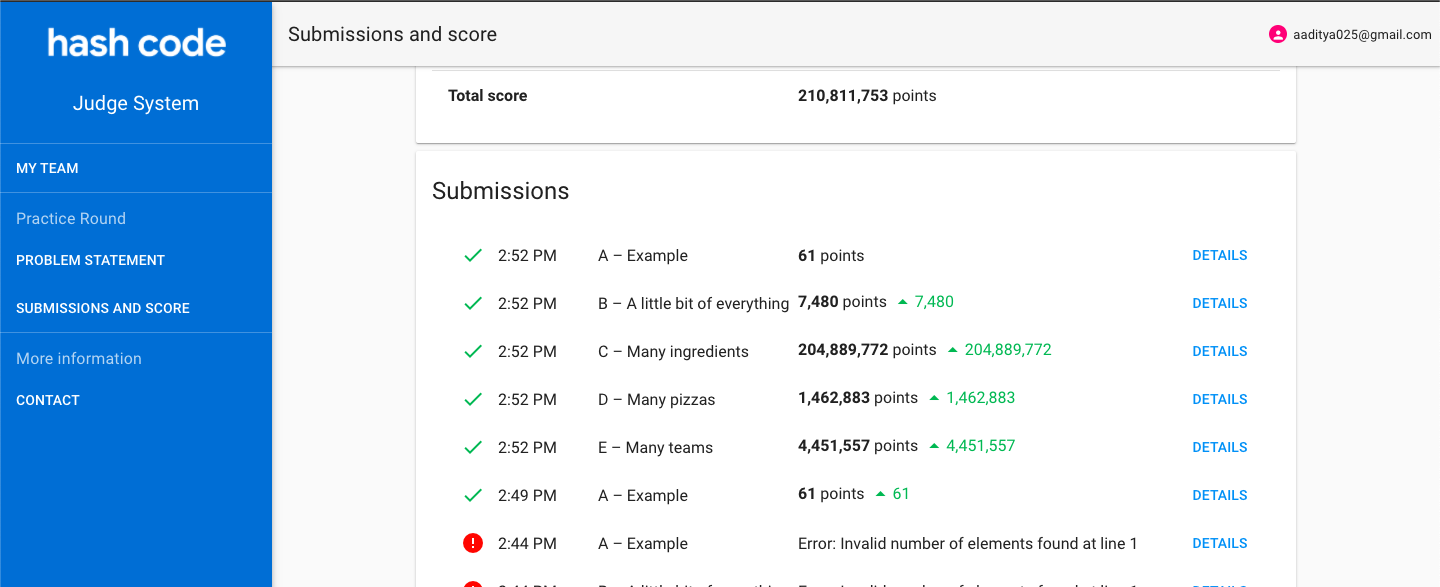 hash code
Judge System
MY TEAM
Practice Round
PROBLEM STATEMENT
SUBMISSIONS AND SCORE
More information
CONTACT
Submissions and score
aaditya025@gmail.com
Total score 210,811,753 points
Submissions
2:52 PM A – Example 61 points DETAILS
2:52 PM B – A little bit of everything 7,480 points 7,480 DETAILS
2:52 PM C – Many ingredients 204,889,772 points 204,889,772 DETAILS
2:52 PM D – Many pizzas 1,462,883 points 1,462,883 DETAILS
2:52 PM E – Many teams 4,451,557 points 4,451,557 DETAILS
2:49 PM A – Example 61 points 61 DETAILS
2:44 PM A – Example Error: Invalid number of elements found at line 1 DETAILS